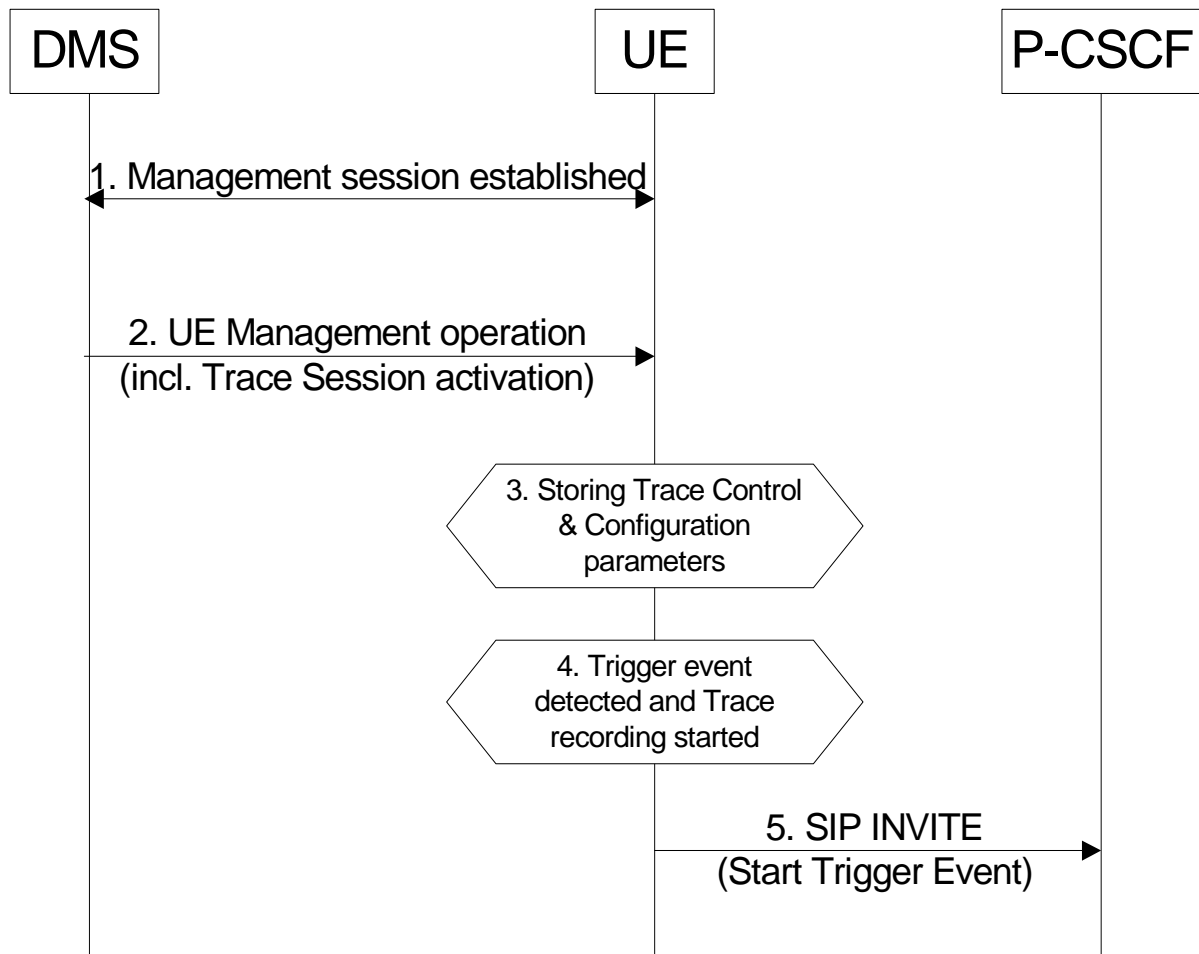 DMS
UE
P-CSCF
1. Management session established
2. UE Management operation
(incl. Trace Session activation)
3. Storing Trace Control
& Configuration
parameters
4. Trigger event
detected and Trace
recording started
5. SIP INVITE
(Start Trigger Event)